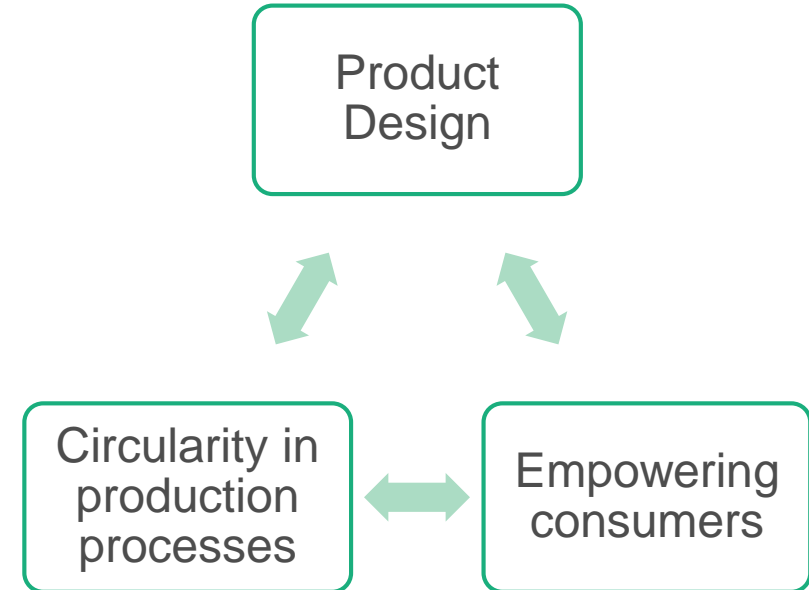 Product
Design
Circularity in
production
processes
Empowering
consumers